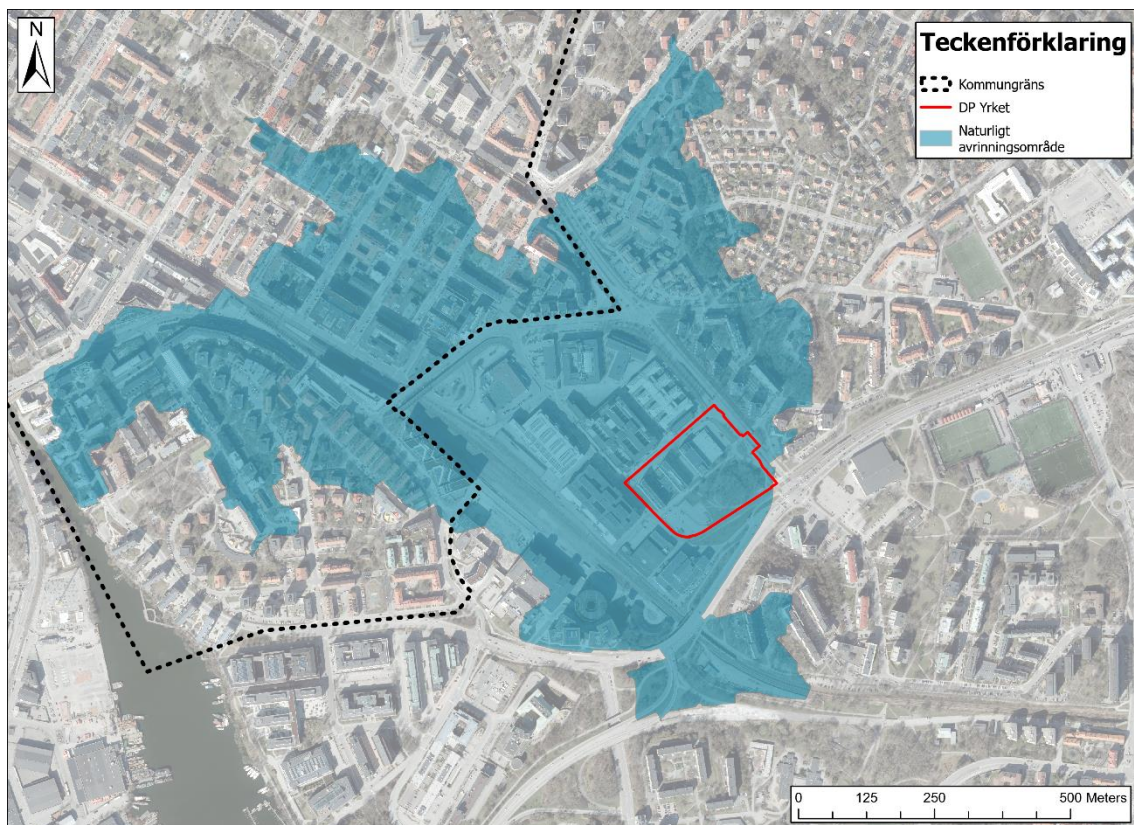 N
Teckenförklaring
Kommungräns
DP Yrket
Naturligt
avrinningsområde
0 125 250 500 Meters